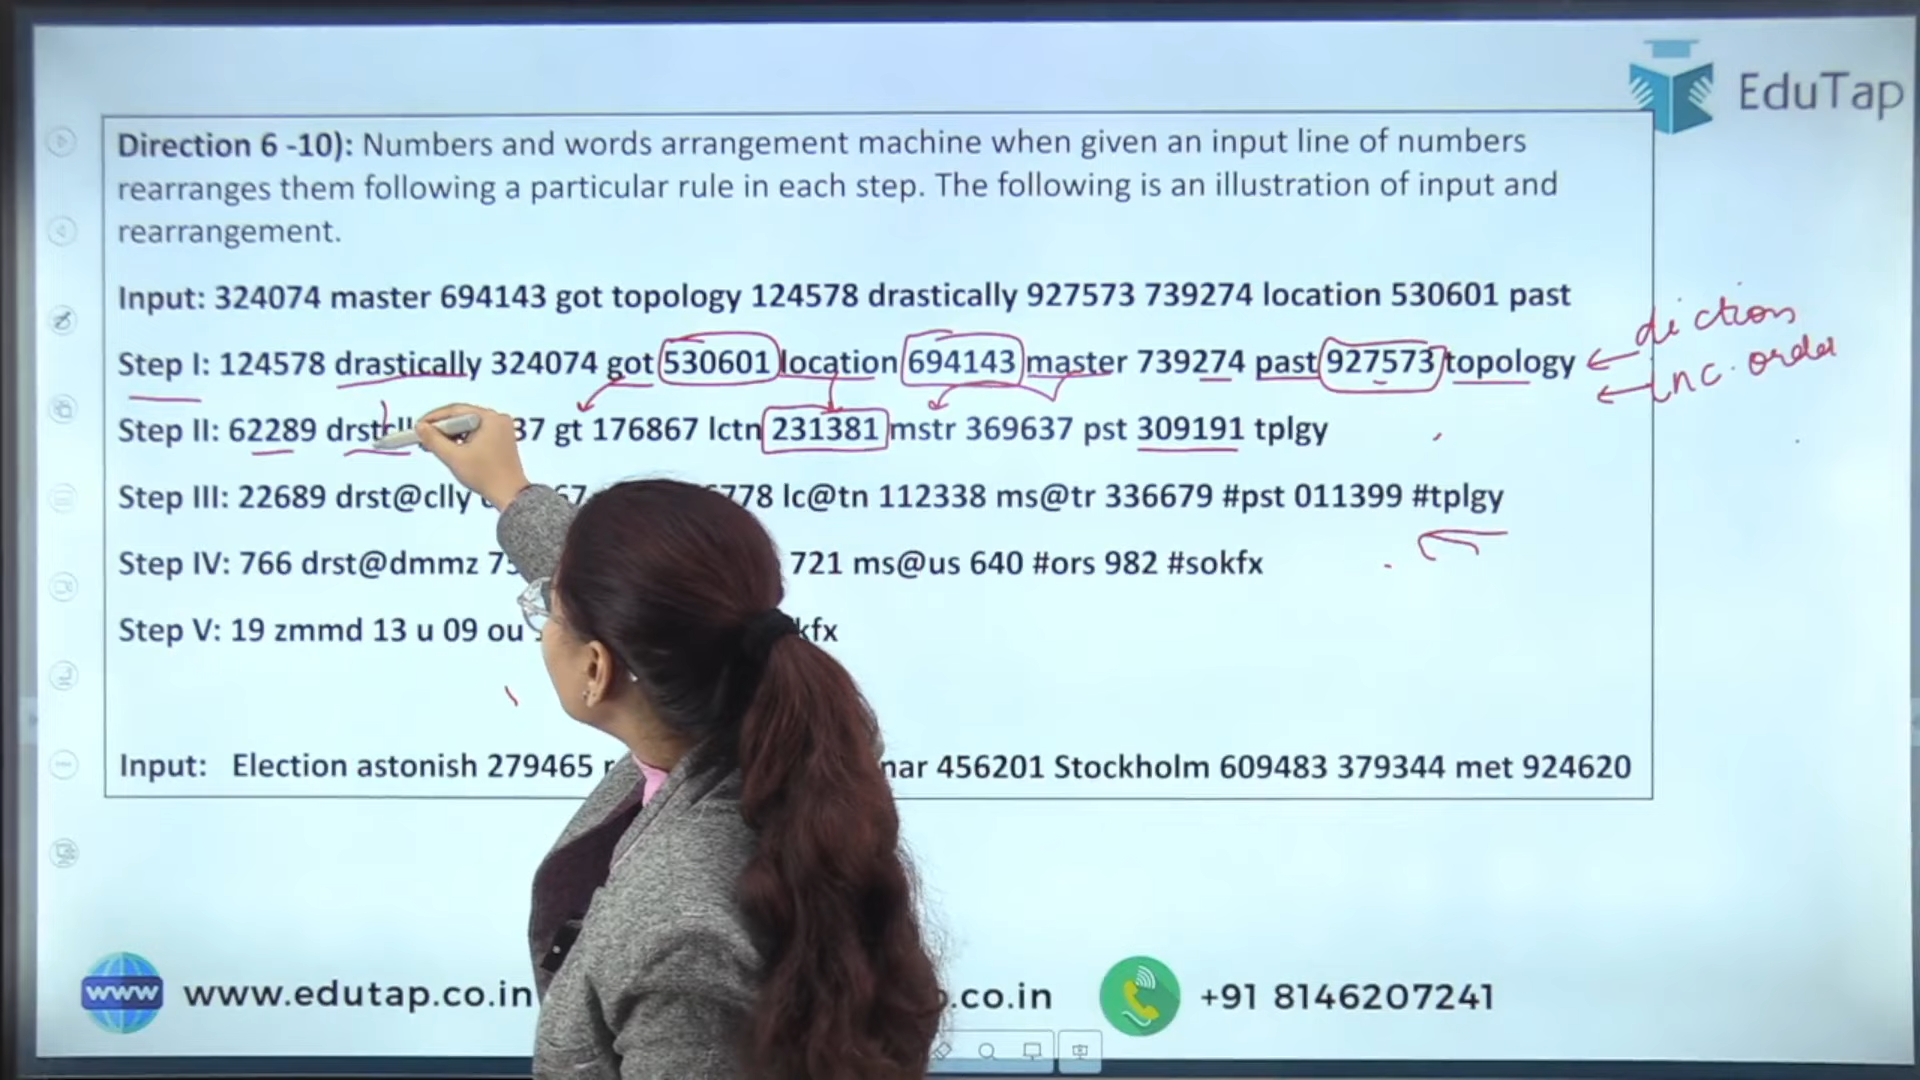 EduTap
Direction 6 -10): Numbers and words arrangement machine when given an input line of numbers
rearranges them following a particular rule in each step. The following is an illustration of input and
rearrangement.
Input: 324074 master 694143 got topology 124578 drastically 927573 739274 location 530601 past
diction
Step I: 124578 drastically 324074 got 530601 location 694143 master 739274 past 927573 topology
inc. order
Step II: 62289 37 gt 176867 lctn 231381 mstr 369637 pst 309191 tplgy
Step III: 22689 drst@clly 778 lc@tn 112338 ms@tr 336679 #pst 011399 #tplgy
Step IV: 766 drst@dmmz 721 ms@us 640 #ors 982 #sokfx
Step V: 19 zmmd 13 u 09 ou kfx
Input: Election astonish 279465 nar 456201 Stockholm 609483 379344 met 924620
www www.edutap.co.in .co.in +91 8146207241